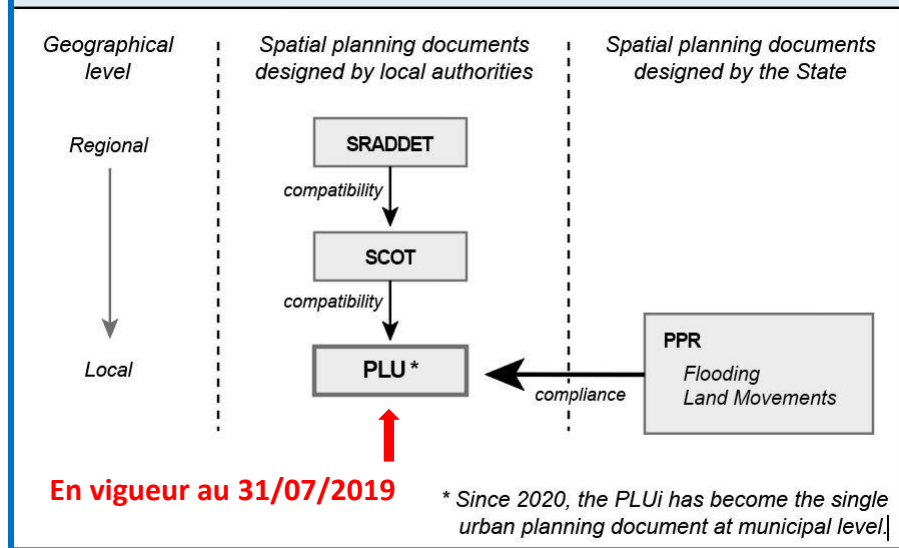 Geographical
level
Spatial planning documents
designed by local authorities
Spatial planning documents
designed by the State
Regional
SRADDET
compatibility
SCOT
compatibility
Local
PLU *
compliance
PPR
Flooding
Land Movements
En vigueur au 31/07/2019
* Since 2020, the PLUi has become the single
urban planning document at municipal level.